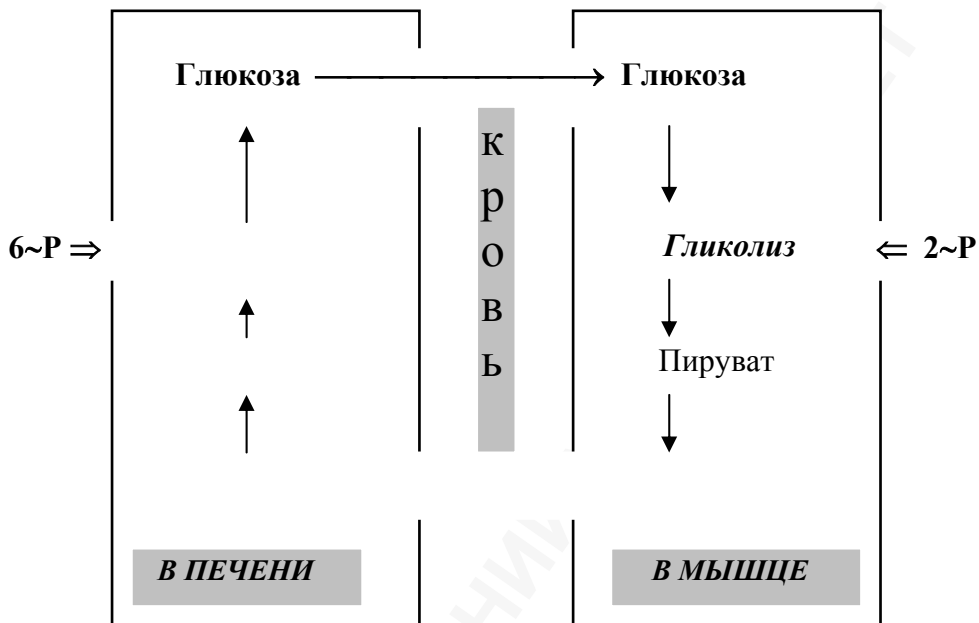 Глюкоза Глюкоза
к
р
6~Р ⇒ о Гликолиз ⇐ 2~Р
в
ь Пируват
В ПЕЧЕНИ В МЫШЦЕ